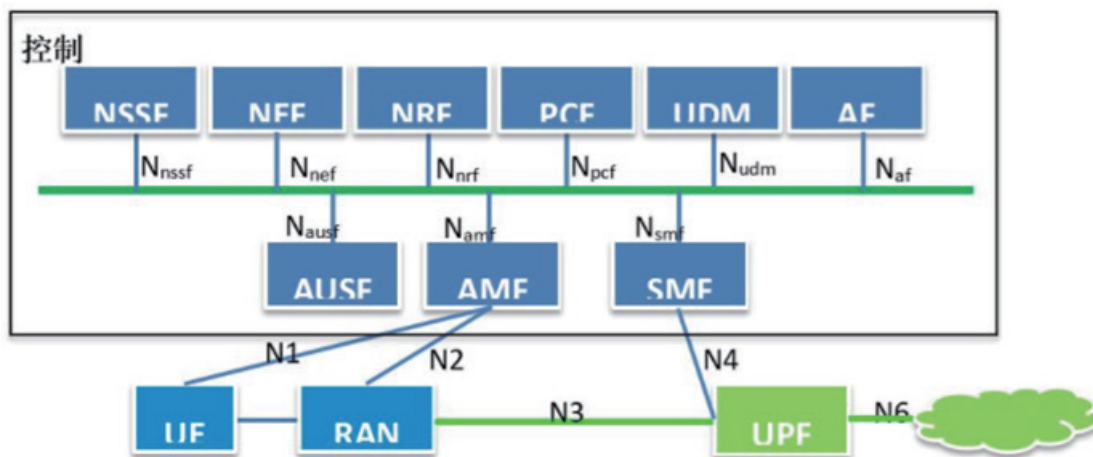 控制
NSSF NEF NRF PCF UDM AF
Nnssf Nnef Nnrf Npcf Nudm Naf
Nausf Namf Nsmf
AUSF AMF SMF
N1 N2 N4
N3 N6
UE RAN UPF